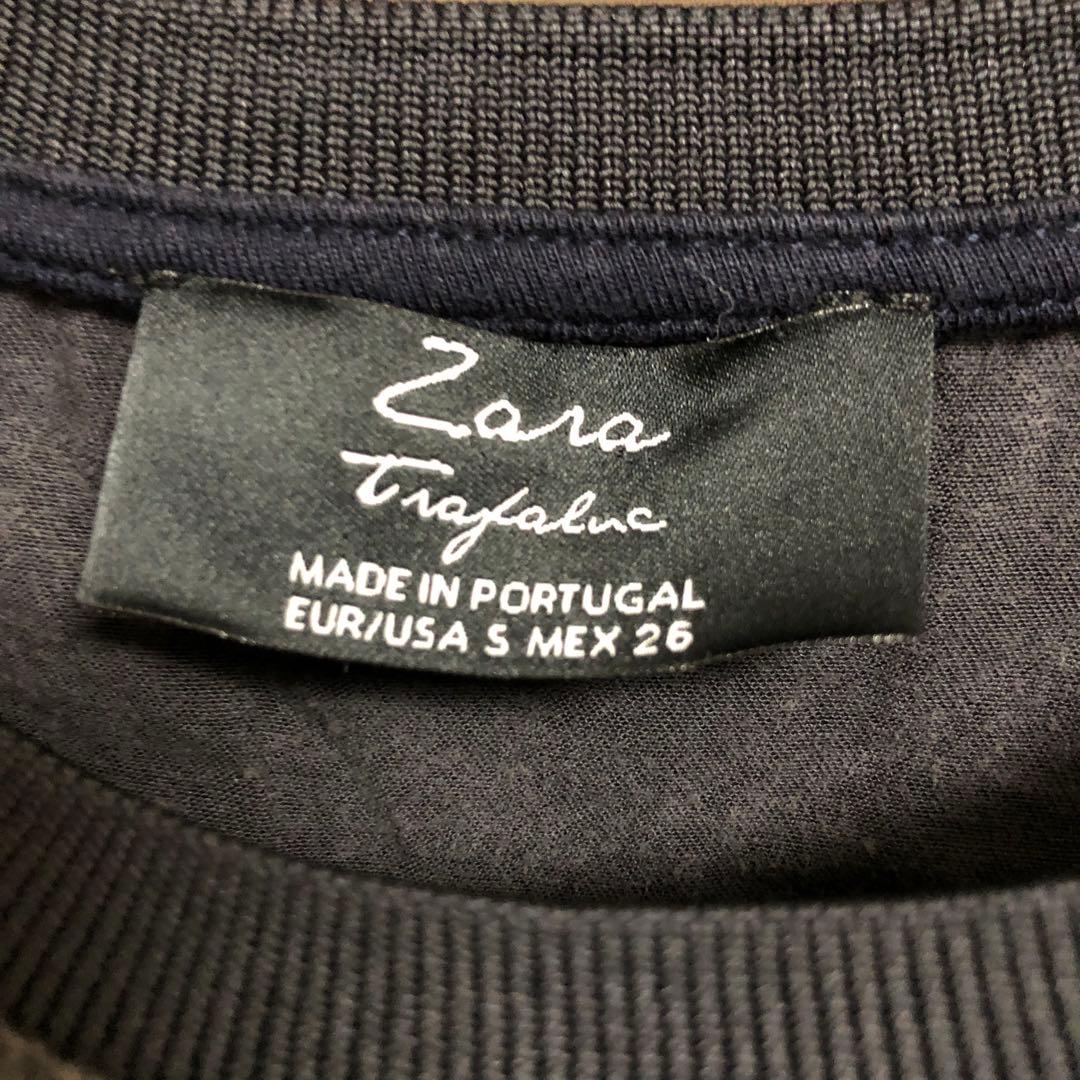 Zara
Trafaluc
MADE IN PORTUGAL
EUR/USA S MEX 26